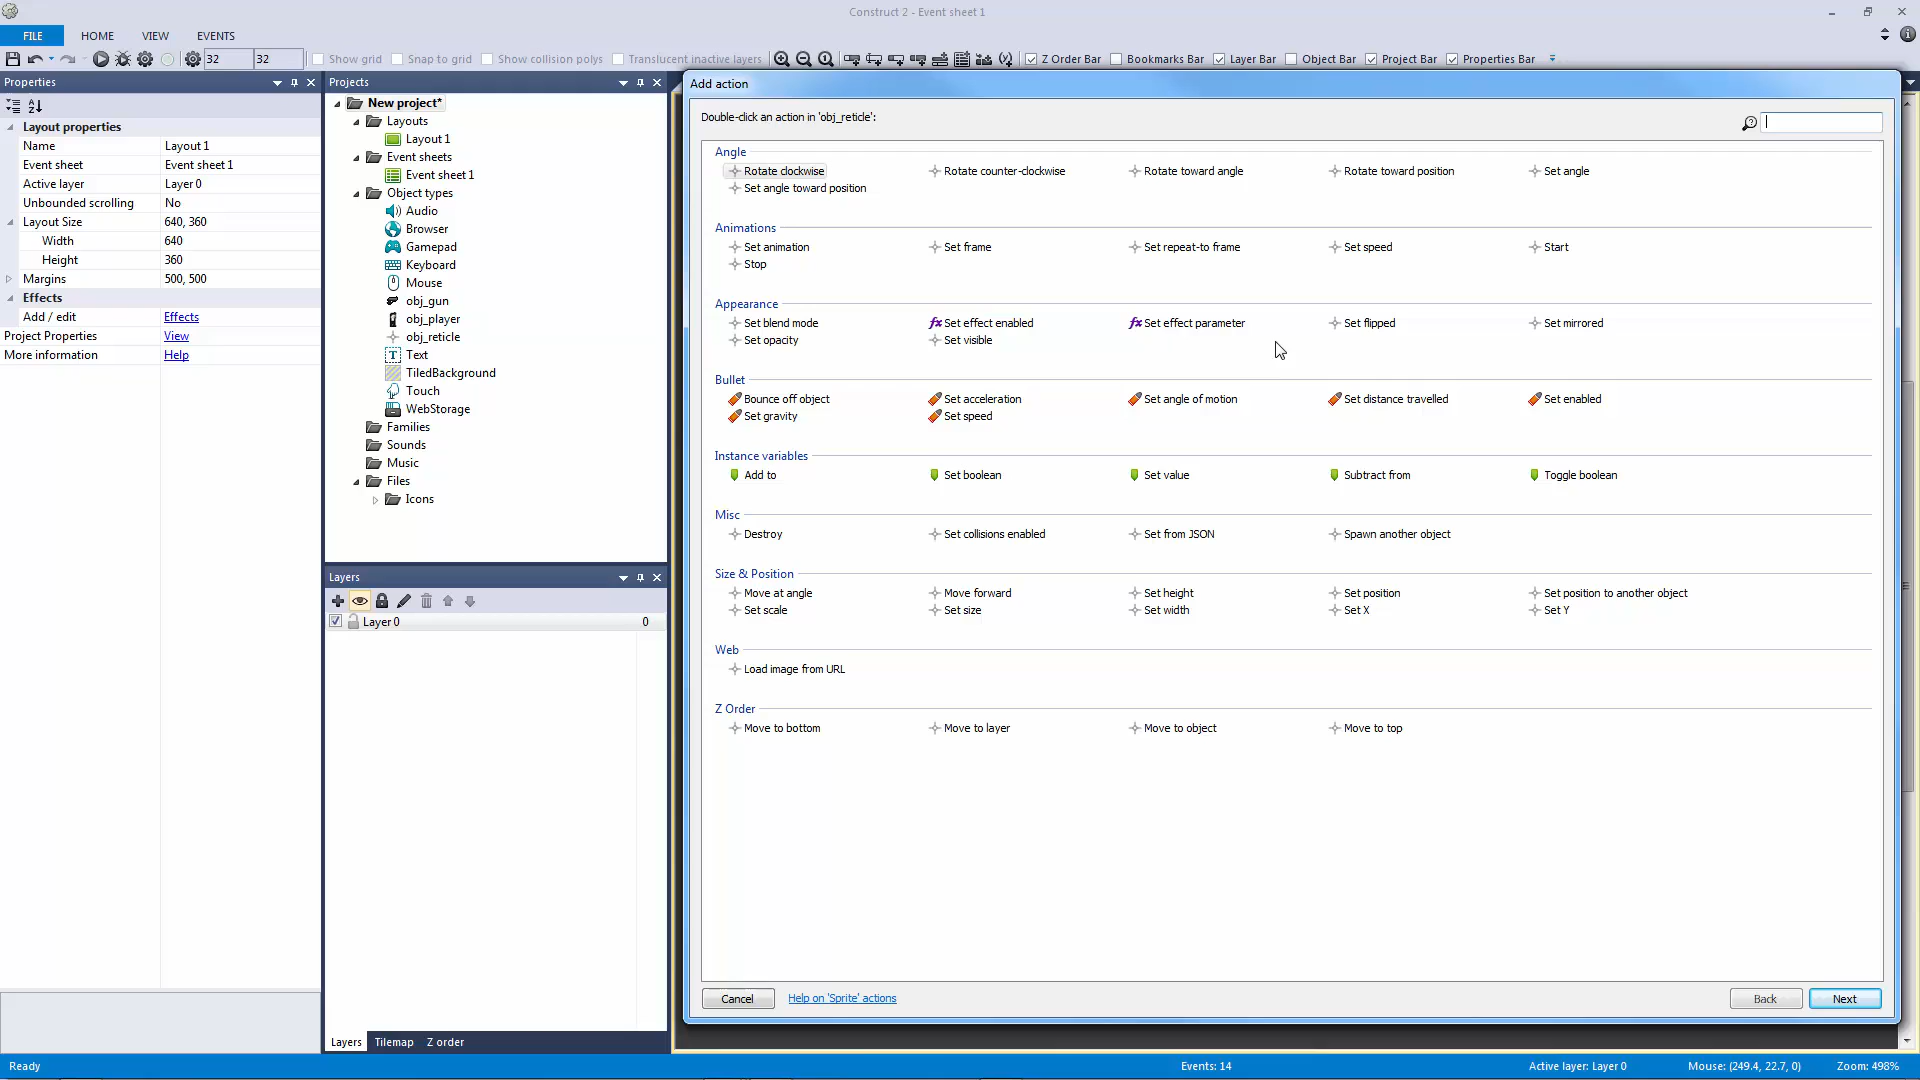 Construct 2 - Event sheet 1
FILE HOME VIEW EVENTS
32 32 Show grid Snap to grid Show collision polys Translucent inactive layers Z Order Bar Bookmarks Bar Layer Bar Object Bar Project Bar Properties Bar
Properties
Layout properties
Name Layout 1
Event sheet Event sheet 1
Active layer Layer 0
Unbounded scrolling No
Layout Size 640, 360
Width 640
Height 360
Margins 500, 500
Effects
Add / edit Effects
Project Properties View
More information Help
Projects
New project*
Layouts
Layout 1
Event sheets
Event sheet 1
Object types
Audio
Browser
Gamepad
Keyboard
Mouse
obj_gun
obj_player
obj_reticle
Text
TiledBackground
Touch
WebStorage
Families
Sounds
Music
Files
Icons
Layers
Layer 0 0
Layers Tilemap Z order
Add action
Double-click an action in 'obj_reticle':
Angle
Rotate clockwise Rotate counter-clockwise Rotate toward angle Rotate toward position Set angle
Set angle toward position
Animations
Set animation Set frame Set repeat-to frame Set speed Start
Stop
Appearance
Set blend mode Set effect enabled Set effect parameter Set flipped Set mirrored
Set opacity Set visible
Bullet
Bounce off object Set acceleration Set angle of motion Set distance travelled Set enabled
Set gravity Set speed
Instance variables
Add to Set boolean Set value Subtract from Toggle boolean
Misc
Destroy Set collisions enabled Set from JSON Spawn another object
Size & Position
Move at angle Move forward Set height Set position Set position to another object
Set scale Set size Set width Set X Set Y
Web
Load image from URL
Z Order
Move to bottom Move to layer Move to object Move to top
Cancel Help on 'Sprite' actions Back Next
Ready Events: 14 Active layer: Layer 0 Mouse: (249.4, 22.7, 0) Zoom: 498%